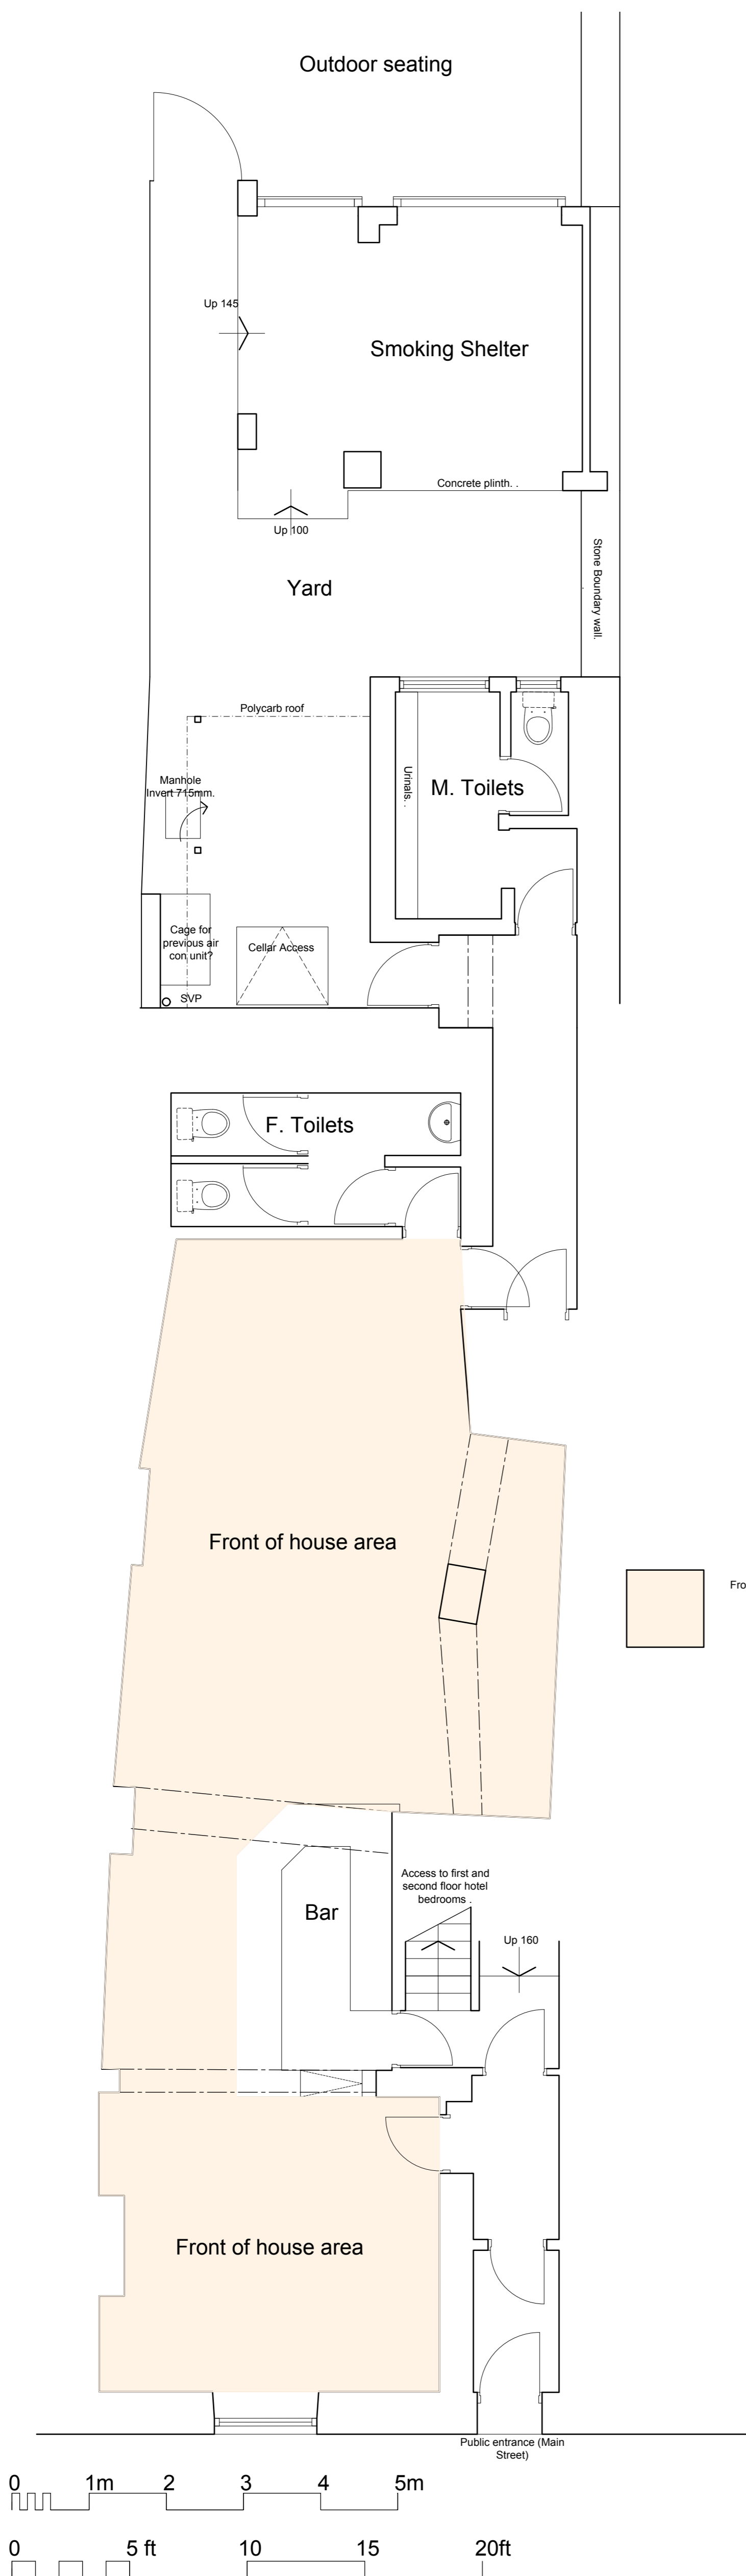 Outdoor seating
Up 145
Smoking Shelter
Concrete plinth. .
Up 100
Stone Boundary wall.
Yard
Polycarb roof
Manhole
Invert 715mm.
Urinals. .
M. Toilets
Cage for
previous air
con unit?
Cellar Access
SVP
F. Toilets
Front of house area
Fro
Access to first and
second floor hotel
bedrooms .
Bar
Up 160
Front of house area
Public entrance (Main
Street)
0 1m 2 3 4 5m
0 5 ft 10 15 20ft